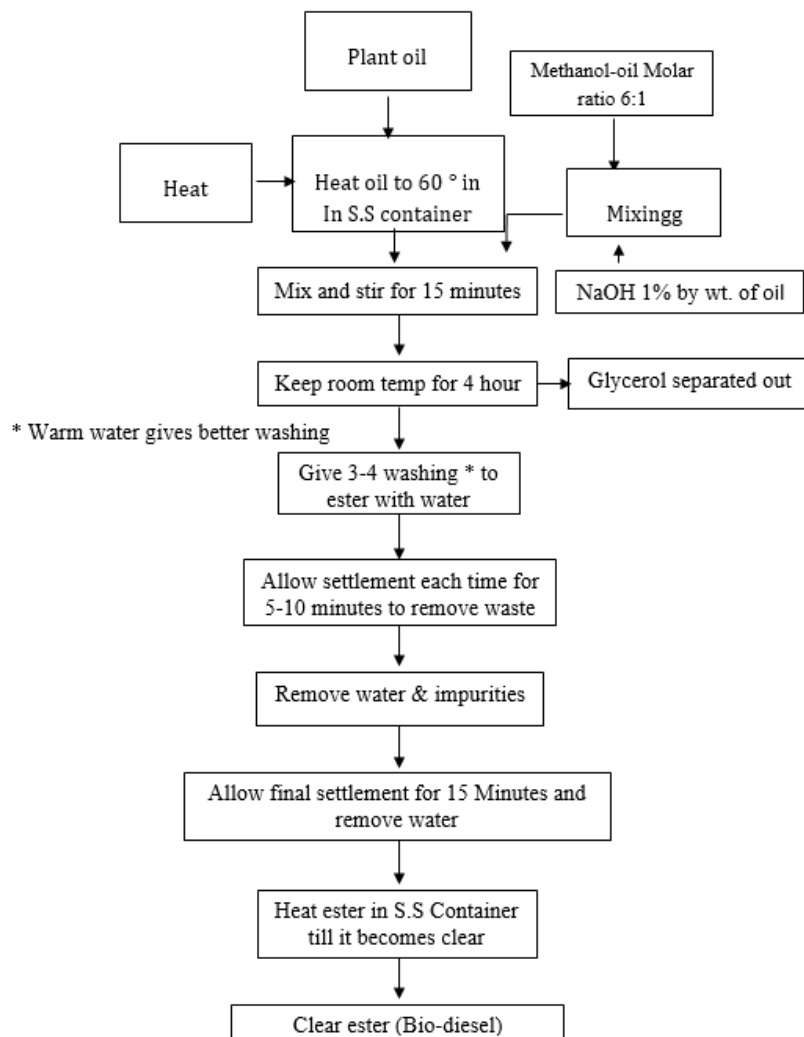 Plant oil
Methanol-oil Molar
ratio 6:1
Heat
Heat oil to 60 ° in
In S.S container
Mixingg
Mix and stir for 15 minutes
NaOH 1% by wt. of oil
Keep room temp for 4 hour
Glycerol separated out
* Warm water gives better washing
Give 3-4 washing * to
ester with water
Allow settlement each time for
5-10 minutes to remove waste
Remove water & impurities
Allow final settlement for 15 Minutes and
remove water
Heat ester in S.S Container
till it becomes clear
Clear ester (Bio-diesel)